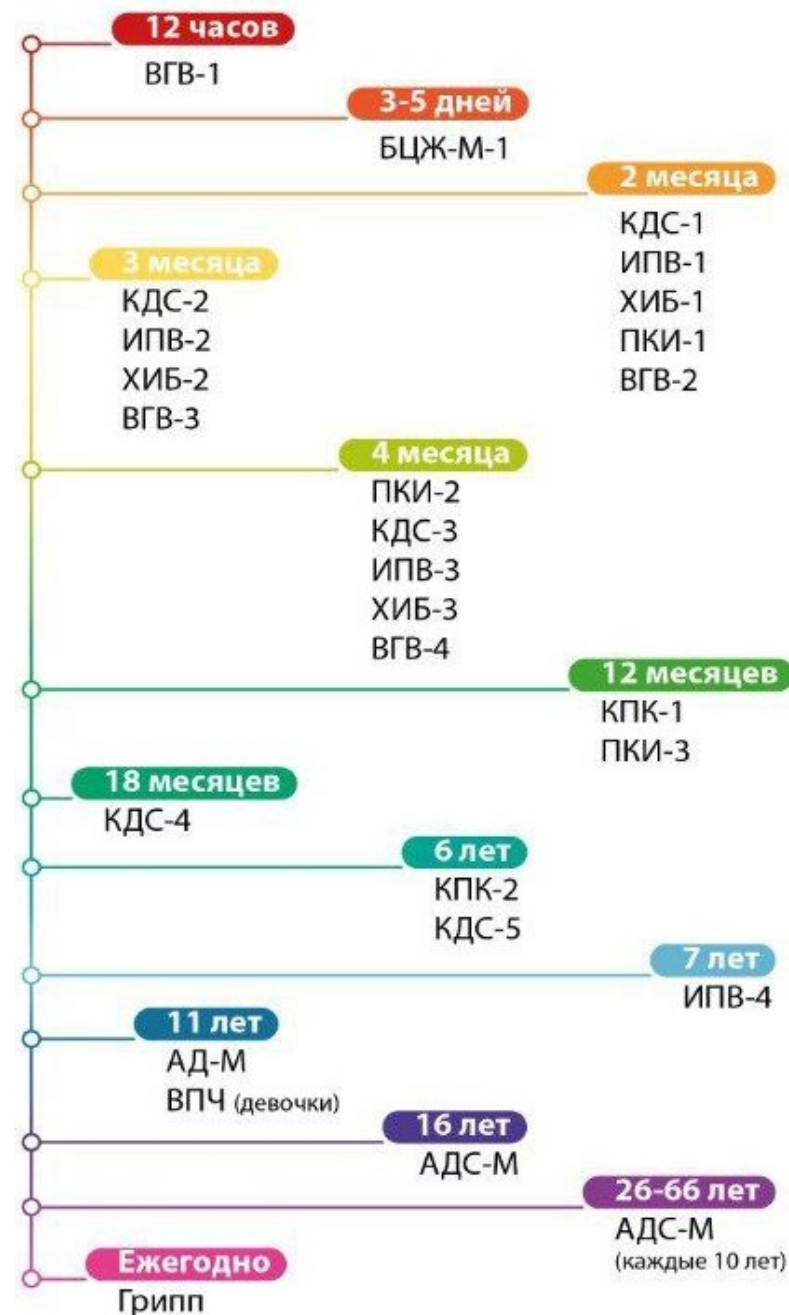 12 часов
ВГВ-1
3-5 дней
БЦЖ-М-1
2 месяца
КДС-1
ИПВ-1
ХИБ-1
ПКИ-1
ВГВ-2
3 месяца
КДС-2
ИПВ-2
ХИБ-2
ВГВ-3
4 месяца
ПКИ-2
КДС-3
ИПВ-3
ХИБ-3
ВГВ-4
12 месяцев
КПК-1
ПКИ-3
18 месяцев
КДС-4
6 лет
КПК-2
КДС-5
7 лет
ИПВ-4
11 лет
АД-М
ВПЧ (девочки)
16 лет
АДС-М
26-66 лет
АДС-М
(каждые 10 лет)
Ежегодно
Грипп